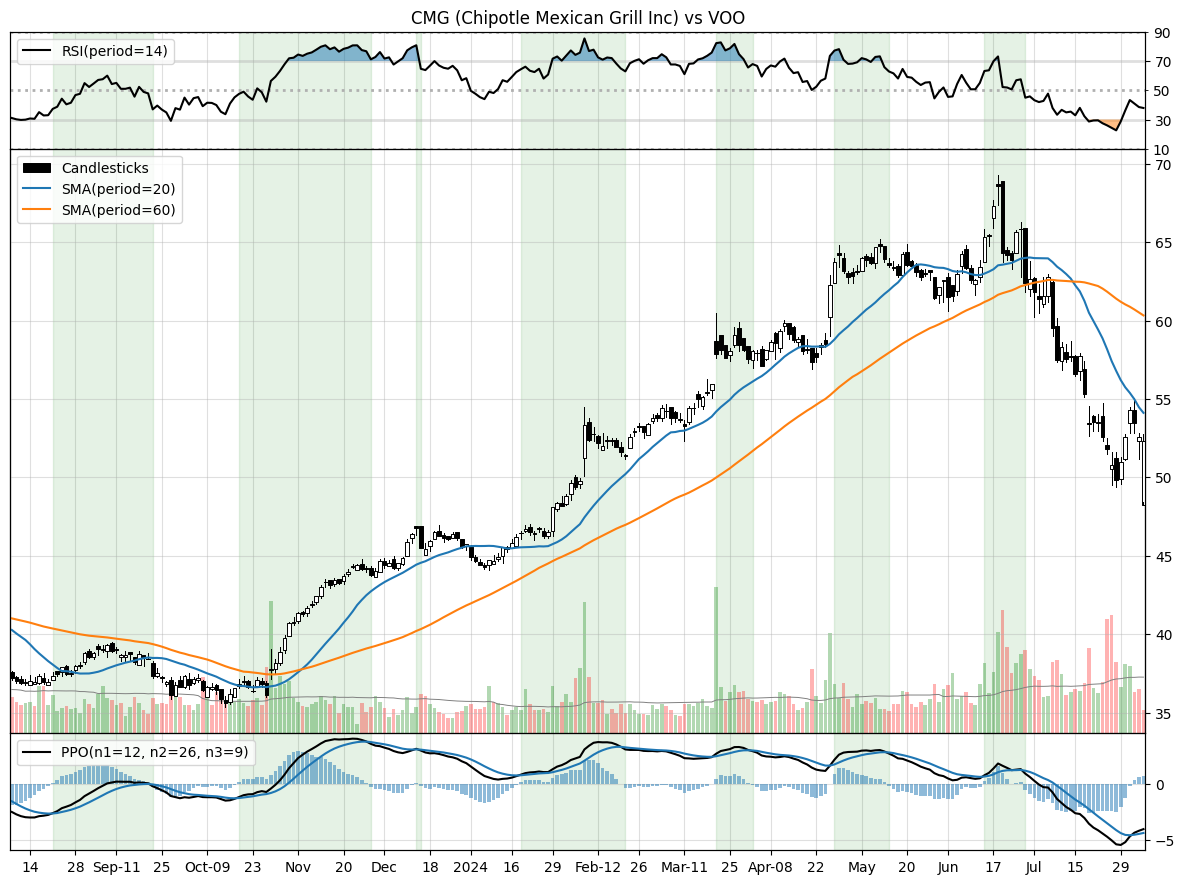 CMG (Chipotle Mexican Grill Inc) vs VOO
RSI(period=14)
90
70
50
30
10
Candlesticks
SMA(period=20)
SMA(period=60)
70
65
60
55
50
45
40
35
PPO(n1=12, n2=26, n3=9)
0
−5
14 28 Sep-11 25 Oct-09 23 Nov 20 Dec 18 2024 16 29 Feb-12 26 Mar-11 25 Apr-08 22 May 20 Jun 17 Jul 15 29